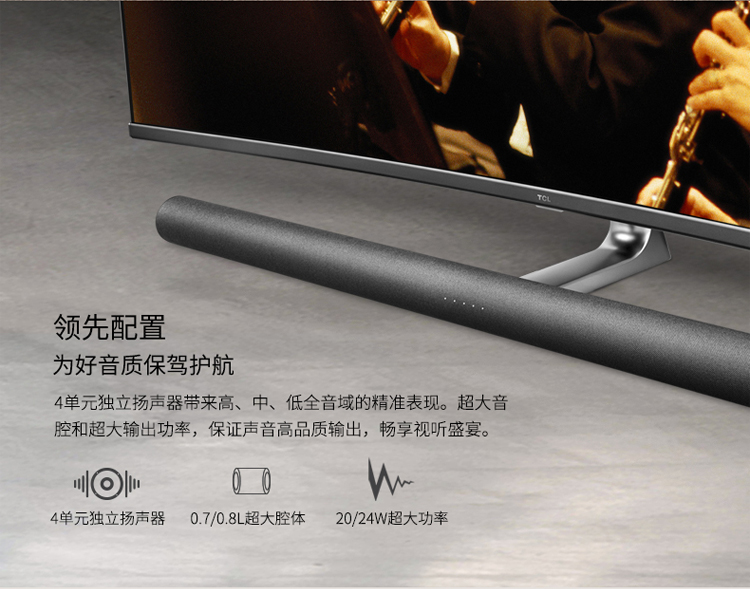 TCL
领先配置
为好音质保驾护航
4单元独立扬声器带来高、中、低全音域的精准表现。超大音
腔和超大输出功率，保证声音高品质输出，畅享视听盛宴。
4单元独立扬声器
0.7/0.8L超大腔体
20/24W超大功率